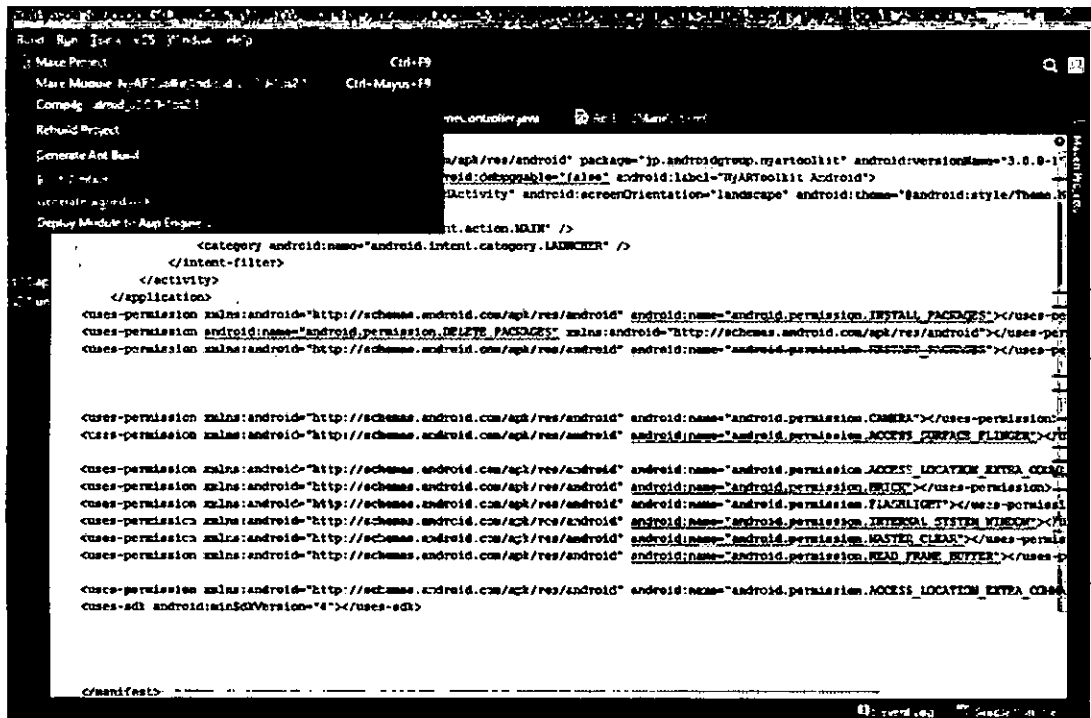 Build Run Tools VCS Window Help
Make Project Ctrl+F9
Make Module Ctrl+Mayus+F9
Rebuild Project
Generate Ant Build
Deploy Module to App Engine...
/apk/res/android" package="jp.androidgroup.nyartoolkit" android:versionName="3.0.0-1
android:debuggable="false" android:label="NyARToolkit Android">
Activity" android:screenOrientation="landscape" android:theme="@android:style/Theme.N
nt.action.MAIN" />
<category android:name="android.intent.category.LAUNCHER" />
</intent-filter>
</activity>
</application>
<uses-permission xmlns:android="http://schemas.android.com/apk/res/android" android:name="android.permission.INSTALL_PACKAGES"></uses-pe
<uses-permission android:name="android.permission.DELETE_PACKAGES" xmlns:android="http://schemas.android.com/apk/res/android"></uses-per
<uses-permission xmlns:android="http://schemas.android.com/apk/res/android" android:name="android.permission.RESTART_PACKAGES"></uses-pe
<uses-permission xmlns:android="http://schemas.android.com/apk/res/android" android:name="android.permission.CAMERA"></uses-permission>
<uses-permission xmlns:android="http://schemas.android.com/apk/res/android" android:name="android.permission.ACCESS_SURFACE_FLINGER"></u
<uses-permission xmlns:android="http://schemas.android.com/apk/res/android" android:name="android.permission.ACCESS_LOCATION_EXTRA_COMMA
<uses-permission xmlns:android="http://schemas.android.com/apk/res/android" android:name="android.permission.BRICK"></uses-permission>
<uses-permission xmlns:android="http://schemas.android.com/apk/res/android" android:name="android.permission.FLASHLIGHT"></uses-permissi
<uses-permission xmlns:android="http://schemas.android.com/apk/res/android" android:name="android.permission.INTERNAL_SYSTEM_WINDOW"></u
<uses-permission xmlns:android="http://schemas.android.com/apk/res/android" android:name="android.permission.MASTER_CLEAR"></uses-permis
<uses-permission xmlns:android="http://schemas.android.com/apk/res/android" android:name="android.permission.READ_FRAME_BUFFER"></uses-p
<uses-permission xmlns:android="http://schemas.android.com/apk/res/android" android:name="android.permission.ACCESS_LOCATION_EXTRA_COMMA
<uses-sdk android:minSdkVersion="4"></uses-sdk>
</manifest>